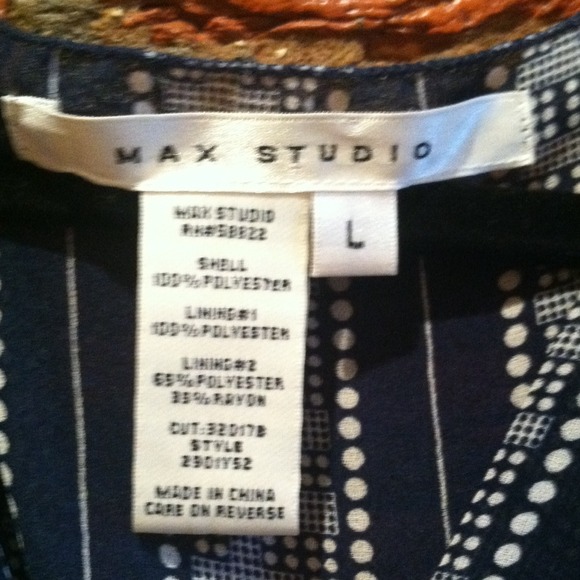 MAX STUDIO
L
MAX STUDIO
RN#58822
SHELL
100%POLYESTER
LINING#1
100%POLYESTER
LINING#2
65%POLYESTER
35%RAYON
CUT:32017B
STYLE
2901Y52
MADE IN CHINA
CARE ON REVERSE